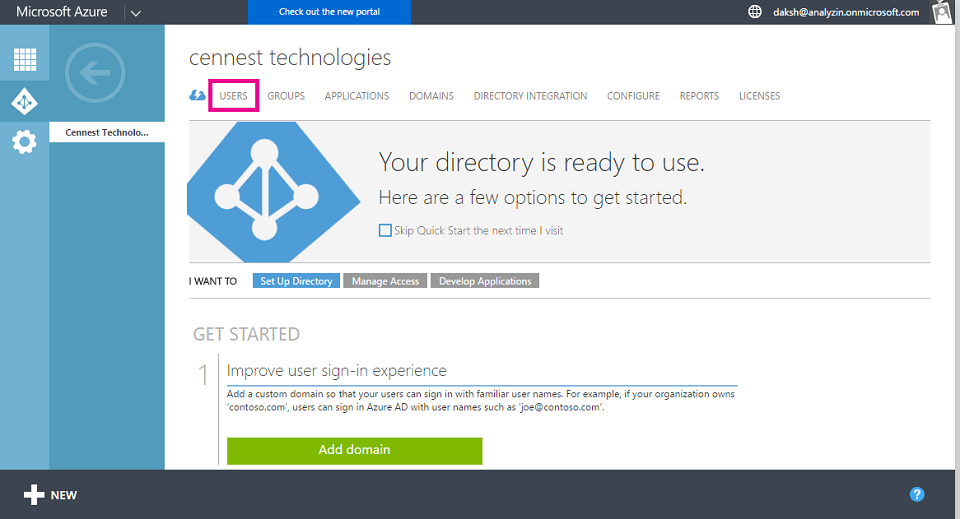 Microsoft Azure
Check out the new portal
daksh@analyzin.onmicrosoft.com
Cennest Technolo...
cennest technologies
USERS GROUPS APPLICATIONS DOMAINS DIRECTORY INTEGRATION CONFIGURE REPORTS LICENSES
Your directory is ready to use.
Here are a few options to get started.
Skip Quick Start the next time I visit
I WANT TO Set Up Directory Manage Access Develop Applications
GET STARTED
1 Improve user sign-in experience
Add a custom domain so that your users can sign in with familiar user names. For example, if your organization owns
'contoso.com', users can sign in Azure AD with user names such as 'joe@contoso.com'.
Add domain
NEW
?